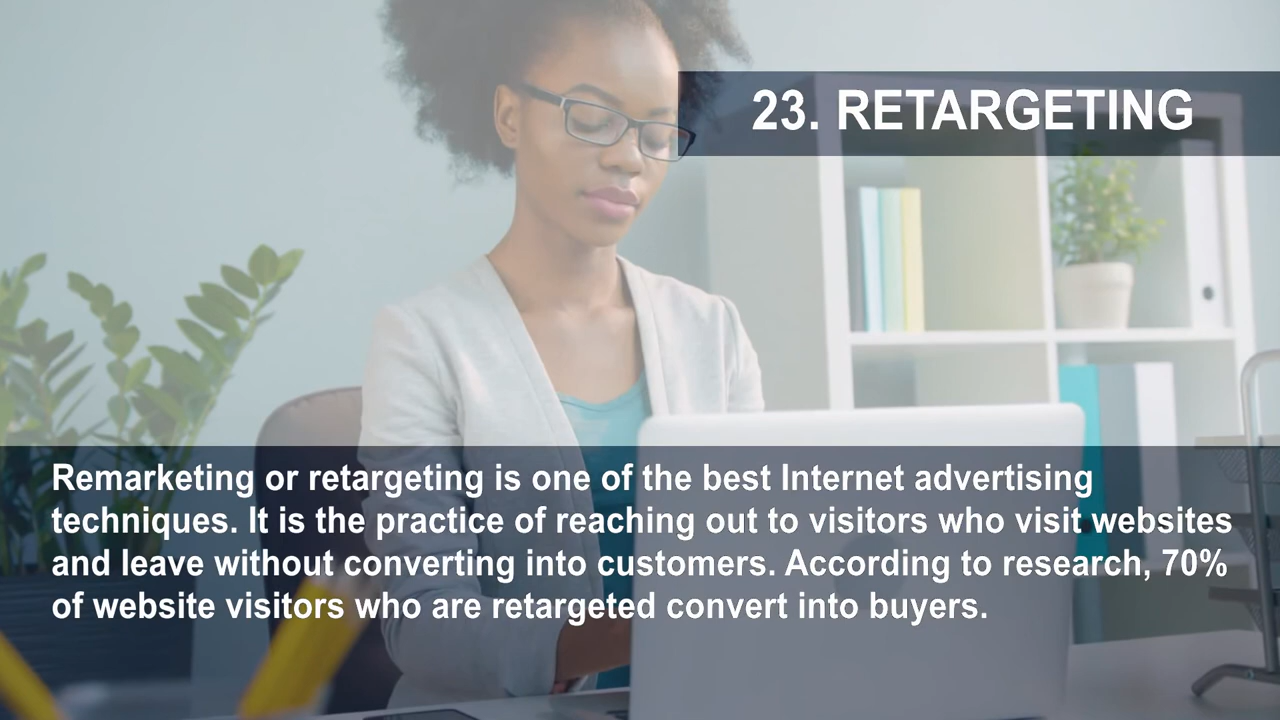 23. RETARGETING
Remarketing or retargeting is one of the best Internet advertising
techniques. It is the practice of reaching out to visitors who visit websites
and leave without converting into customers. According to research, 70%
of website visitors who are retargeted convert into buyers.